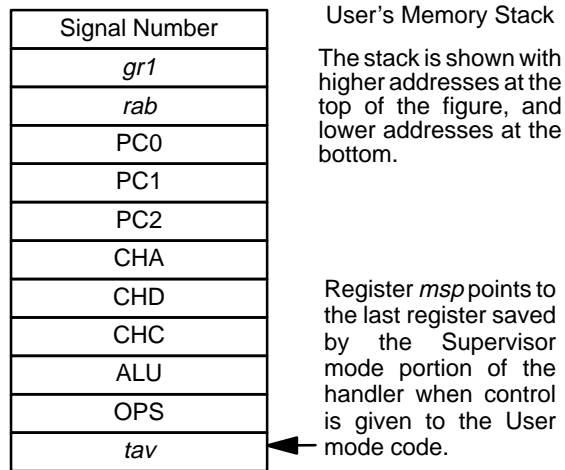 User's Memory Stack
Signal Number
gr1
rab
PC0
PC1
PC2
CHA
CHD
CHC
ALU
OPS
tav
The stack is shown with
higher addresses at the
top of the figure, and
lower addresses at the
bottom.
Register msp points to
the last register saved
by the Supervisor
mode portion of the
handler when control
is given to the User
mode code.